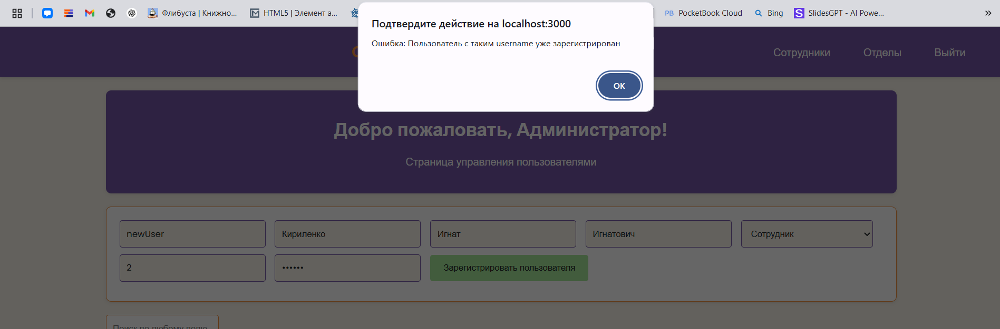 Флибуста | Книжно... HTML5 | Элемент a... PB PocketBook Cloud Bing S SlidesGPT - AI Powe...
Подтвердите действие на localhost:3000
Ошибка: Пользователь с таким username уже зарегистрирован
OK
Сотрудники Отделы Выйти
Добро пожаловать, Администратор!
Страница управления пользователями
newUser Кириленко Игнат Игнатович Сотрудник
2 •••••• Зарегистрировать пользователя
Поиск по любому полю